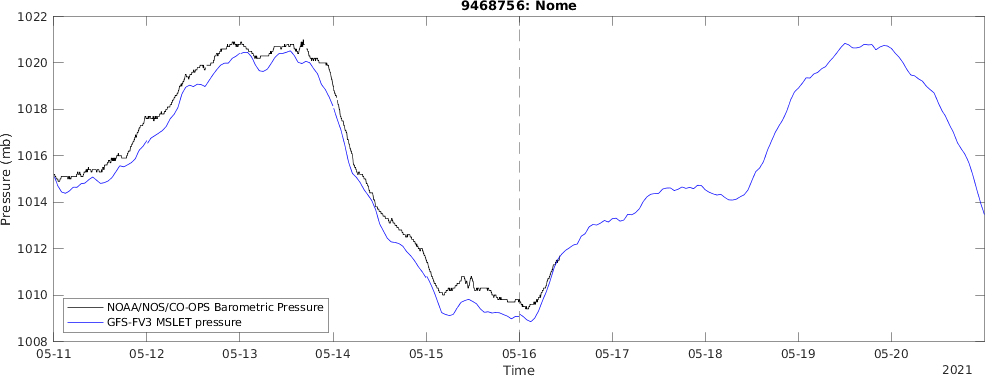 9468756: Nome
1022
1020
1018
1016
1014
1012
1010
1008
Pressure (mb)
NOAA/NOS/CO-OPS Barometric Pressure
GFS-FV3 MSLET pressure
05-11 05-12 05-13 05-14 05-15 05-16 05-17 05-18 05-19 05-20
Time
2021